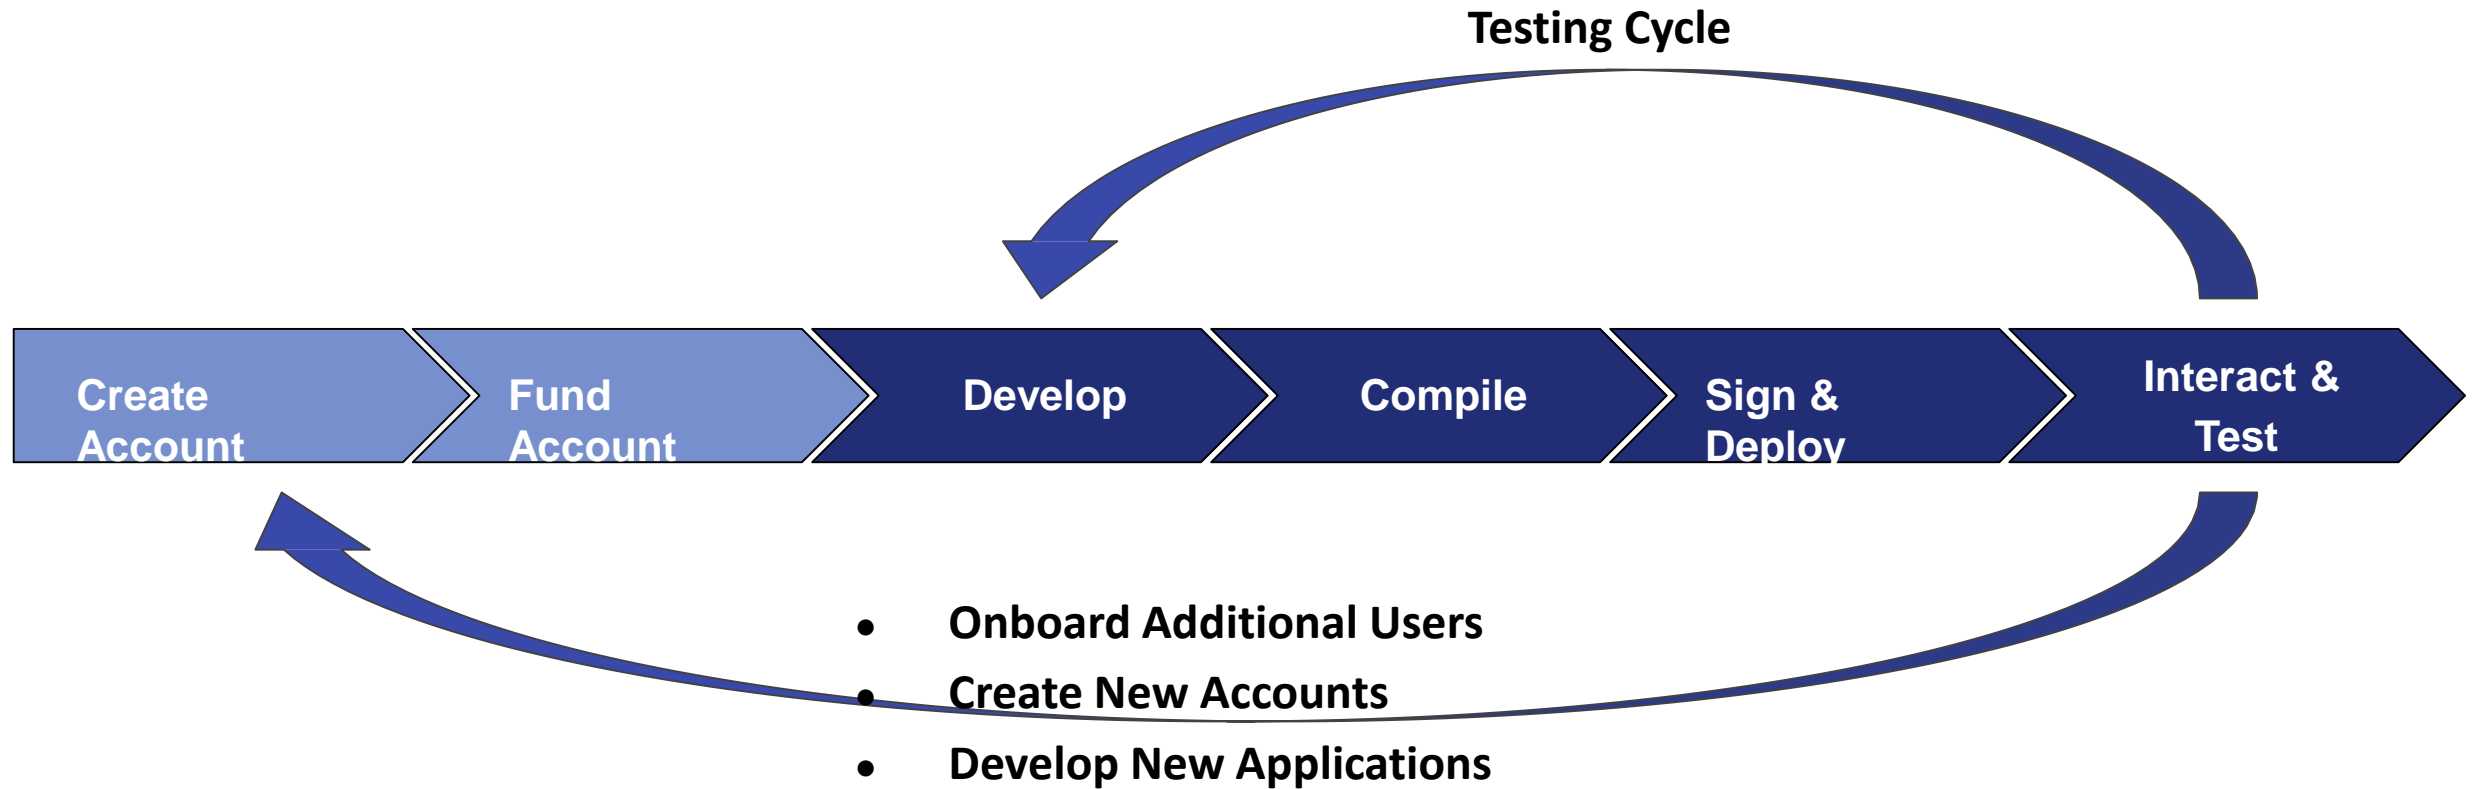 Testing Cycle
Create
Account
Fund
Account
Develop
Compile
Sign &
Deploy
Interact &
Test
• Onboard Additional Users
• Create New Accounts
• Develop New Applications